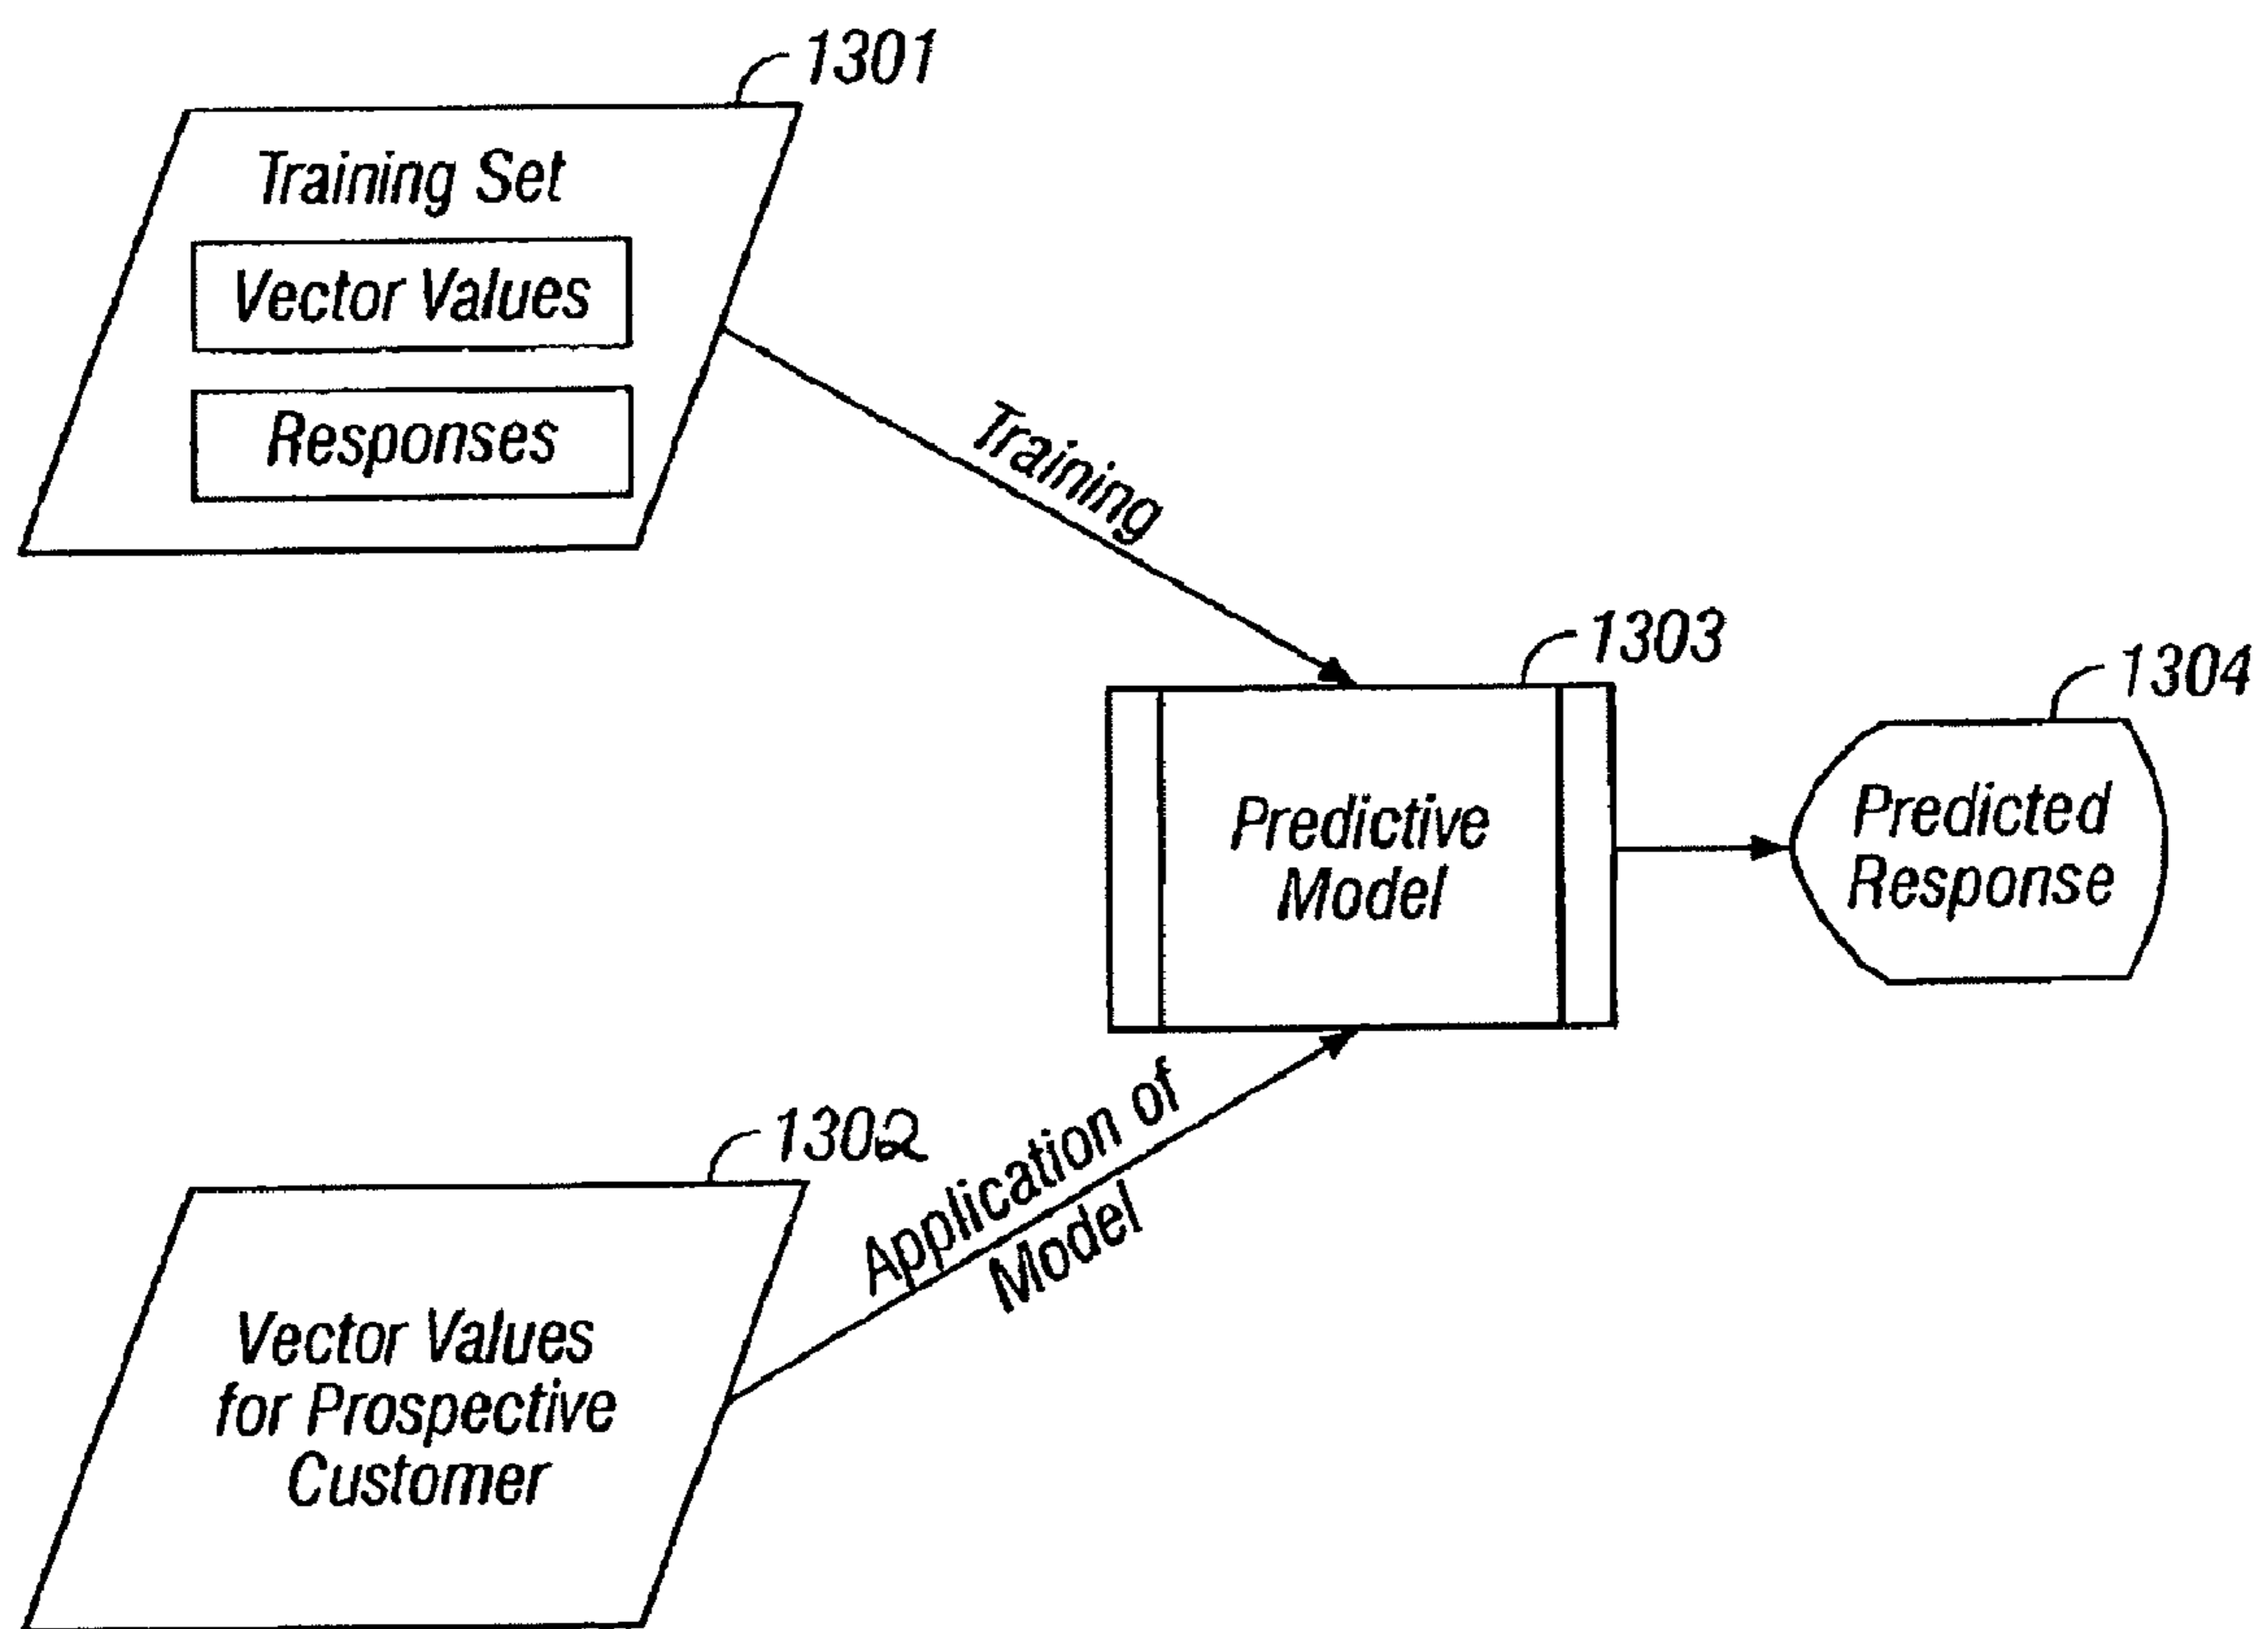 1301
Training Set
Vector Values
Responses
Training
1303
1304
Predictive
Model
Predicted
Response
1302
Application of
Model
Vector Values
for Prospective
Customer